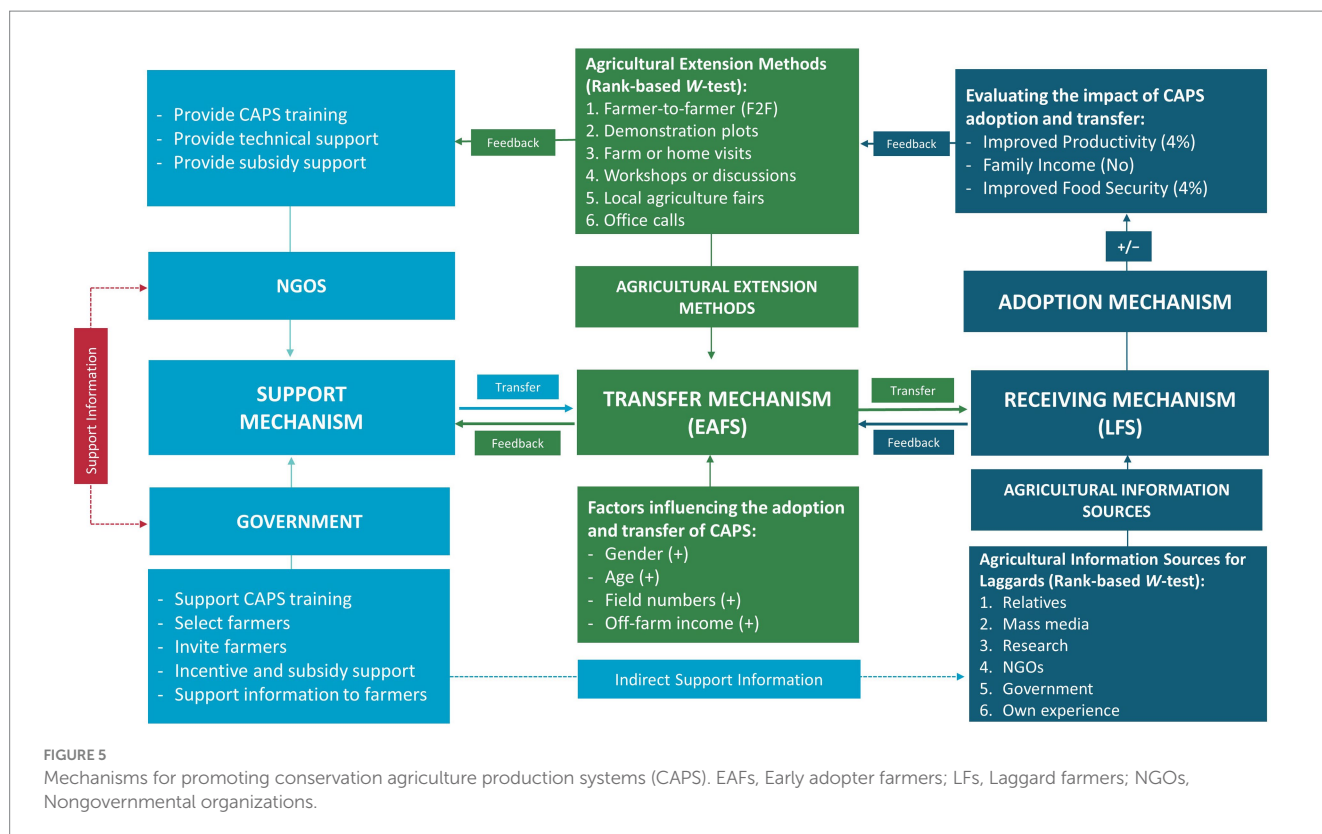 - Provide CAPS training
- Provide technical support
- Provide subsidy support
Feedback
Agricultural Extension Methods
(Rank-based W-test):
1. Farmer-to-farmer (F2F)
2. Demonstration plots
3. Farm or home visits
4. Workshops or discussions
5. Local agriculture fairs
6. Office calls
Feedback
Evaluating the impact of CAPS
adoption and transfer:
- Improved Productivity (4%)
- Family Income (No)
- Improved Food Security (4%)
+/−
NGOS
AGRICULTURAL EXTENSION
METHODS
ADOPTION MECHANISM
Support Information
SUPPORT
MECHANISM
Transfer
Feedback
TRANSFER MECHANISM
(EAFS)
Transfer
Feedback
RECEIVING MECHANISM
(LFS)
GOVERNMENT
AGRICULTURAL INFORMATION
SOURCES
Factors influencing the adoption
and transfer of CAPS:
- Gender (+)
- Age (+)
- Field numbers (+)
- Off-farm income (+)
Agricultural Information Sources for
Laggards (Rank-based W-test):
1. Relatives
2. Mass media
3. Research
4. NGOs
5. Government
6. Own experience
- Support CAPS training
- Select farmers
- Invite farmers
- Incentive and subsidy support
- Support information to farmers
Indirect Support Information
FIGURE 5
Mechanisms for promoting conservation agriculture production systems (CAPS). EAFs, Early adopter farmers; LFs, Laggard farmers; NGOs,
Nongovernmental organizations.